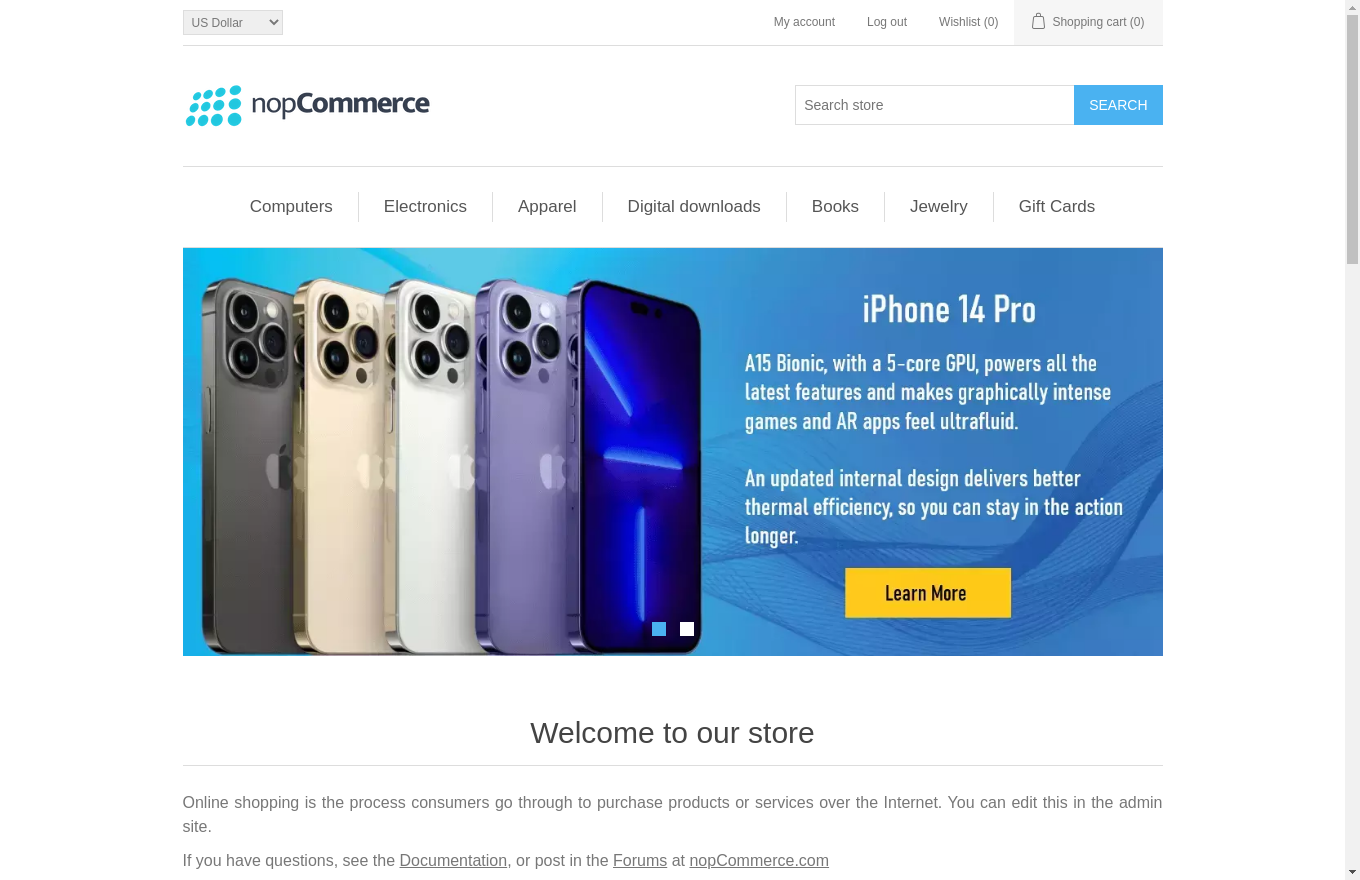 US Dollar
My account
Log out
Wishlist (0)
Shopping cart (0)
nopCommerce
Search store
SEARCH
Computers
Electronics
Apparel
Digital downloads
Books
Jewelry
Gift Cards
iPhone 14 Pro
A15 Bionic, with a 5-core GPU, powers all the
latest features and makes graphically intense
games and AR apps feel ultrafluid.
An updated internal design delivers better
thermal efficiency, so you can stay in the action
longer.
Learn More
Welcome to our store
Online shopping is the process consumers go through to purchase products or services over the Internet. You can edit this in the admin
site.
If you have questions, see the Documentation, or post in the Forums at nopCommerce.com